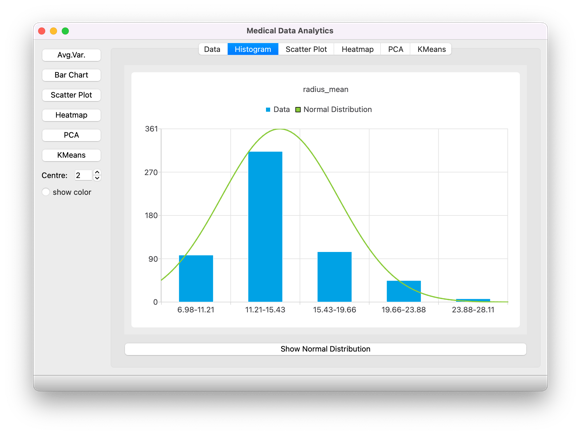 Medical Data Analytics
Avg.Var.
Bar Chart
Scatter Plot
Heatmap
PCA
KMeans
Centre: 2
show color
Data Histogram Scatter Plot Heatmap PCA KMeans
radius_mean
Data Normal Distribution
361
270
180
90
0
6.98-11.21 11.21-15.43 15.43-19.66 19.66-23.88 23.88-28.11
Show Normal Distribution